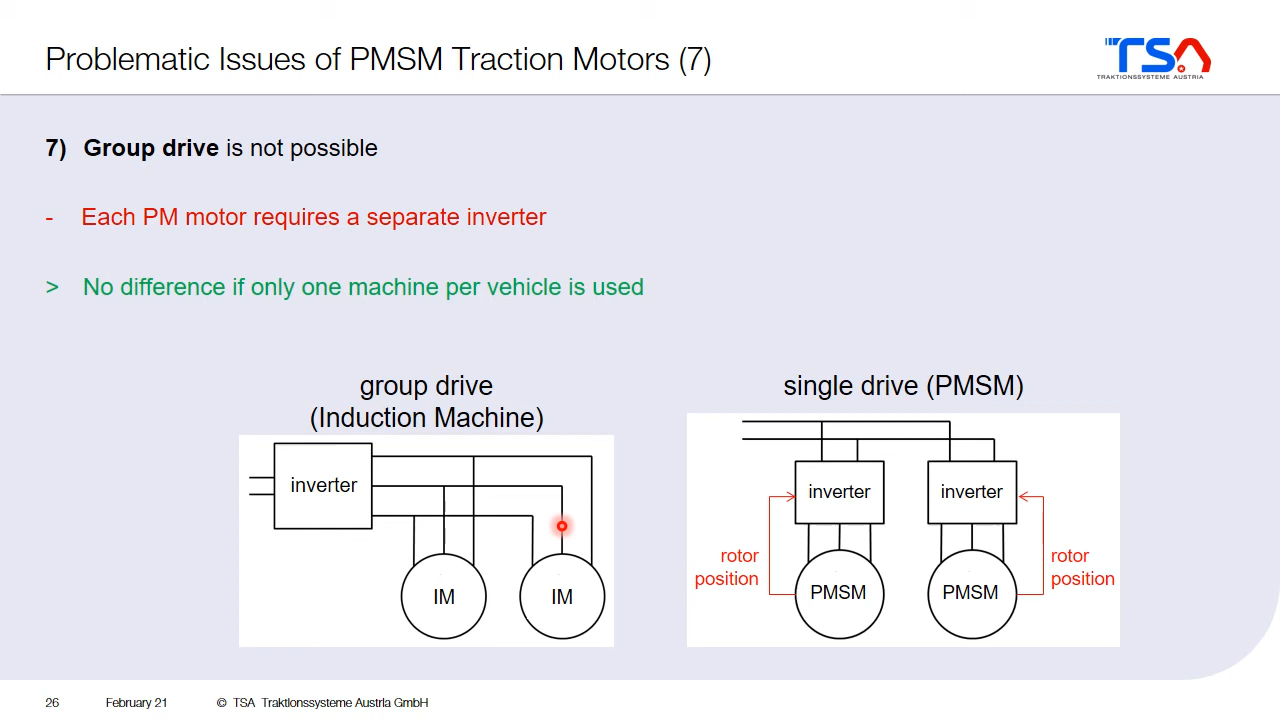 Problematic Issues of PMSM Traction Motors (7)
TSA
TRAKTIONSSYSTEME AUSTRIA
7) Group drive is not possible
- Each PM motor requires a separate inverter
> No difference if only one machine per vehicle is used
group drive
(Induction Machine)
inverter
IM
IM
single drive (PMSM)
inverter
inverter
rotor
position
PMSM
PMSM
rotor
position
26 February 21 © TSA Traktionssysteme Austria GmbH